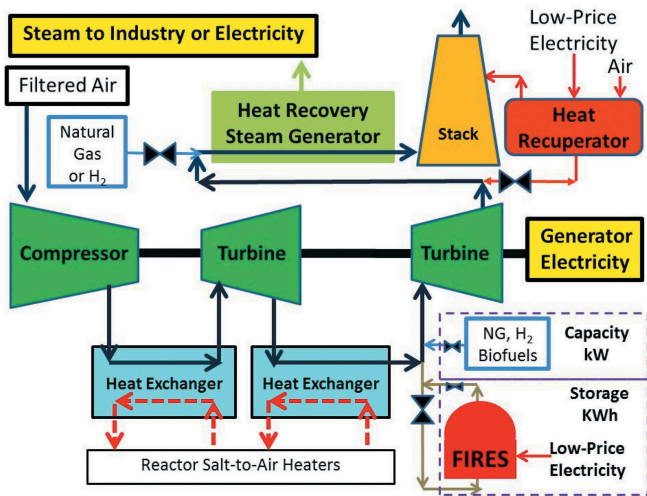 Steam to Industry or Electricity
Low-Price
Electricity
Air
Filtered Air
Natural
Gas
or H₂
Heat Recovery
Steam Generator
Stack
Heat
Recuperator
Compressor
Turbine
Turbine
Generator
Electricity
Heat Exchanger
Heat Exchanger
NG, H₂
Biofuels
Capacity
kW
Storage
KWh
FIRES
Low-Price
Electricity
Reactor Salt-to-Air Heaters